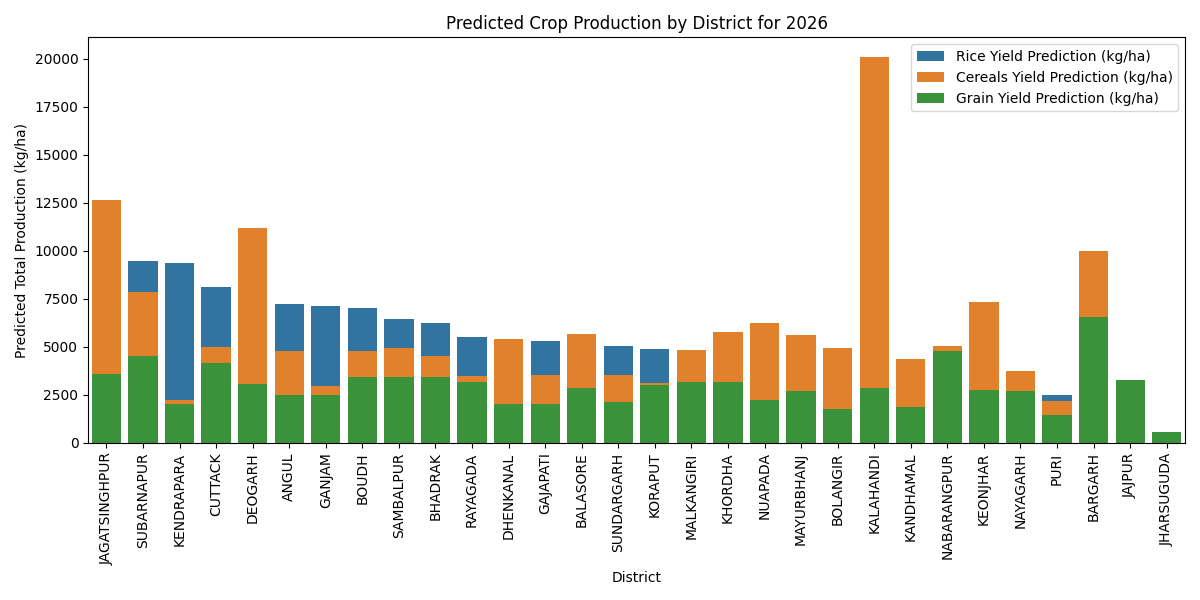 Predicted Crop Production by District for 2026
Rice Yield Prediction (kg/ha)
Cereals Yield Prediction (kg/ha)
Grain Yield Prediction (kg/ha)
Predicted Total Production (kg/ha)
20000
17500
15000
12500
10000
7500
5000
2500
0
JAGATSINGHPUR
SUBARNAPUR
KENDRAPARA
CUTTACK
DEOGARH
ANGUL
GANJAM
BOUDH
SAMBALPUR
BHADRAK
RAYAGADA
DHENKANAL
GAJAPATI
BALASORE
SUNDARGARH
KORAPUT
MALKANGIRI
KHORDHA
NUAPADA
MAYURBHANJ
BOLANGIR
KALAHANDI
KANDHAMAL
NABARANGPUR
KEONJHAR
NAYAGARH
PURI
BARGARH
JAJPUR
JHARSUGUDA
District